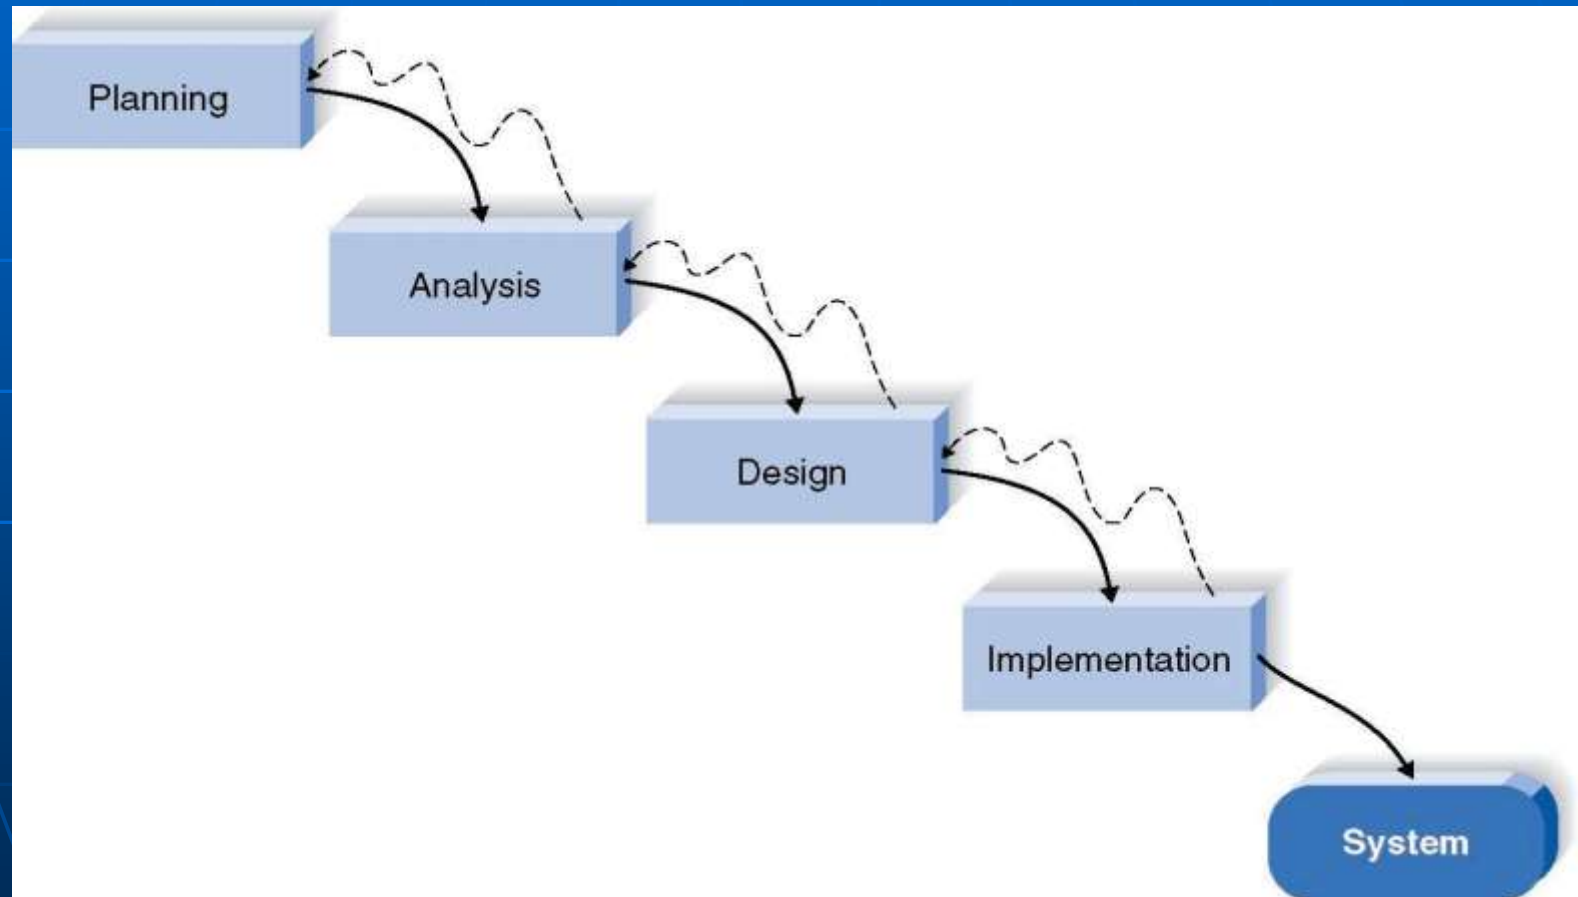 Planning
Analysis
Design
Implementation
System